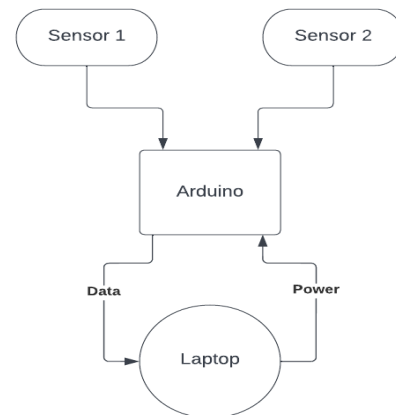 Sensor 1
Sensor 2
Arduino
Data
Power
Laptop